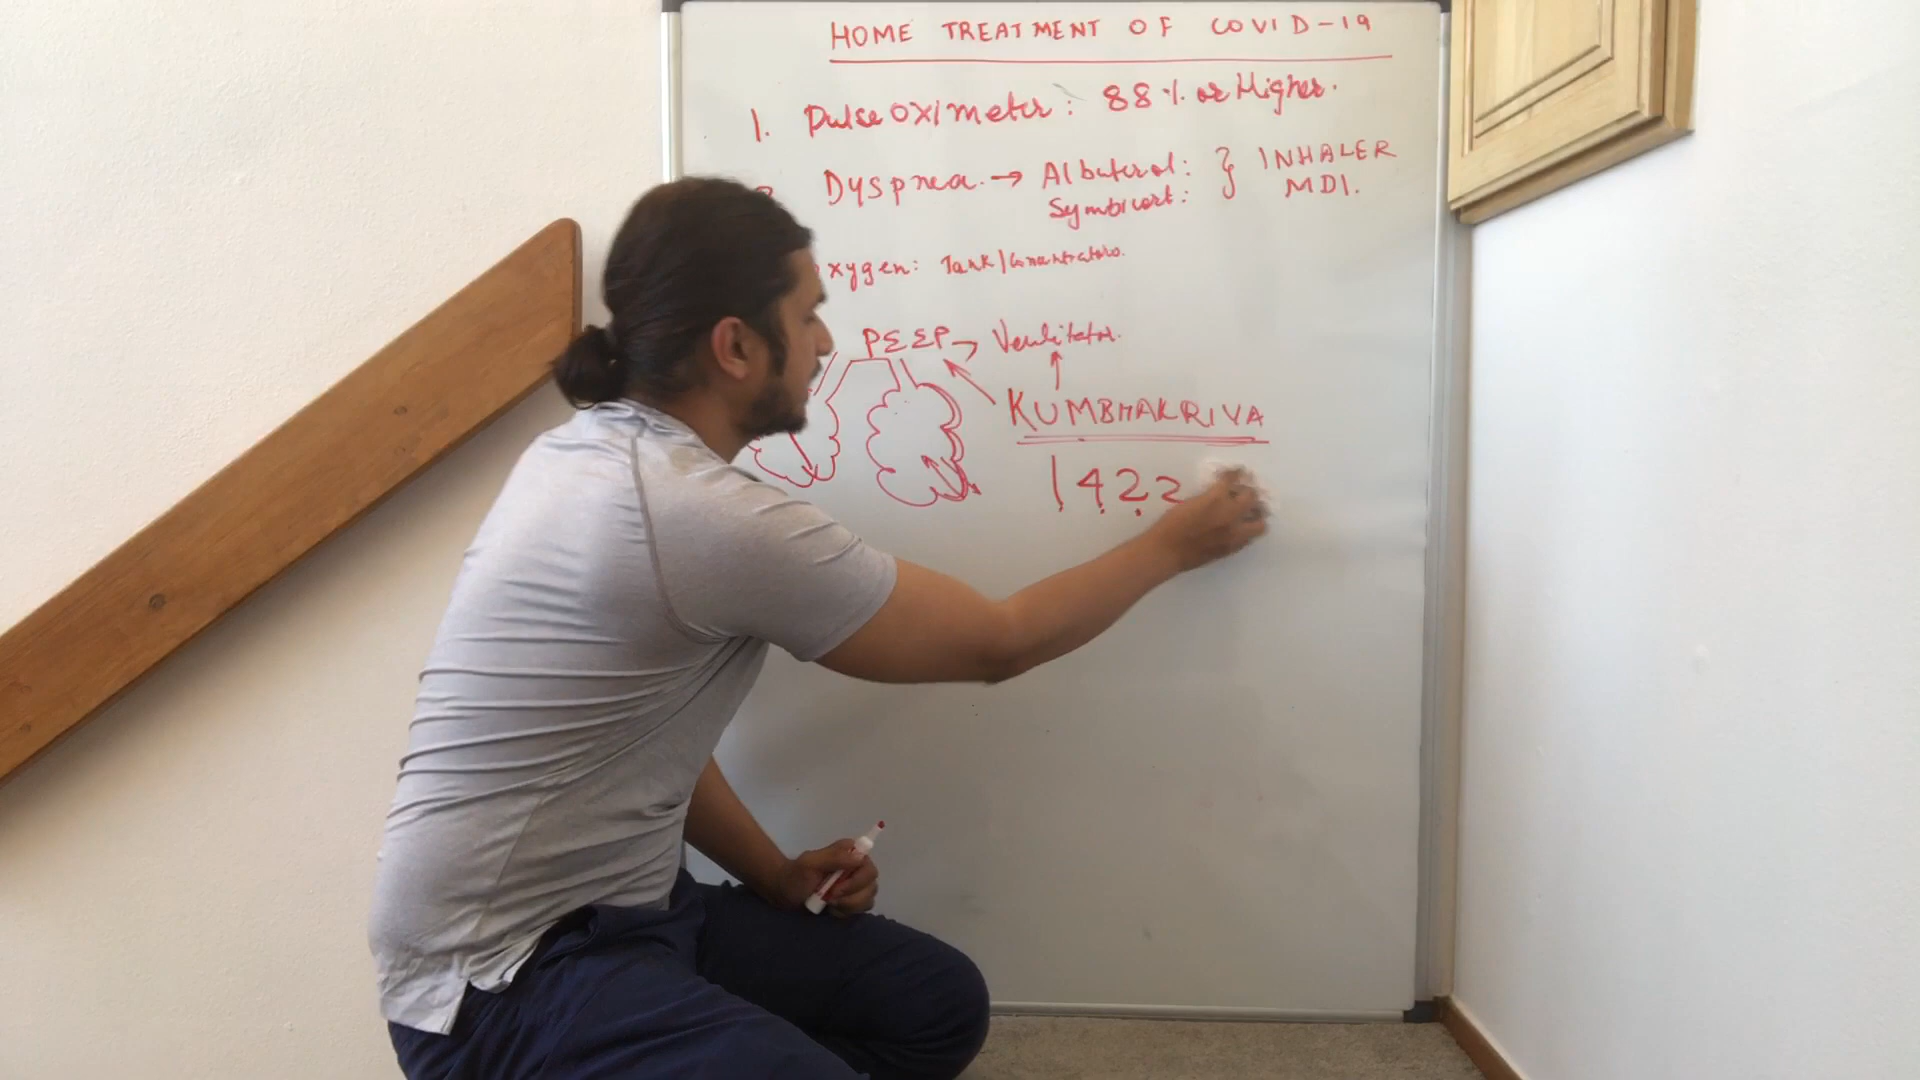 HOME TREATMENT OF COVID-19
1. Pulse OXimeter: 88% or Higher.
Dyspnea. → Albuterol: } INHALER
Symbicort: MDI.
xygen: Tank/Concentrators.
PEEP → Ventilator.
KUMBHAKRIYA
1422